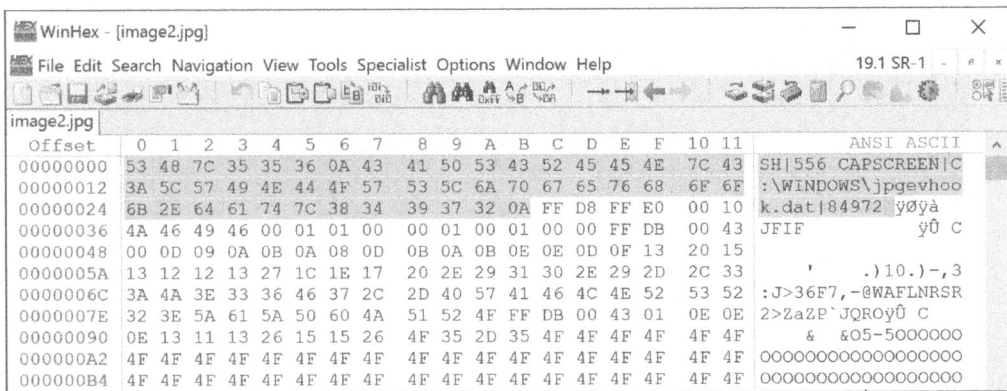 WinHex - [image2.jpg]
File Edit Search Navigation View Tools Specialist Options Window Help 19.1 SR-1
image2.jpg
Offset 0 1 2 3 4 5 6 7 8 9 A B C D E F 10 11 ANSI ASCII
00000000 53 48 7C 35 35 36 0A 43 41 50 53 43 52 45 45 4E 7C 43 SH|556 CAPSCREEN|C
00000012 3A 5C 57 49 4E 44 4F 57 53 5C 6A 70 67 65 76 68 6F 6F :\WINDOWS\jpgevhoo
00000024 6B 2E 64 61 74 7C 38 34 39 37 32 0A FF D8 FF E0 00 10 k.dat|84972 ÿØÿà
00000036 4A 46 49 46 00 01 01 00 00 01 00 01 00 00 FF DB 00 43 JFIF ÿÛ C
00000048 00 0D 09 0A 0B 0A 08 0D 0B 0A 0B 0E 0E 0D 0F 13 20 15
0000005A 13 12 12 13 27 1C 1E 17 20 2E 29 31 30 2E 29 2D 2C 33 ' .)10.)-,3
0000006C 3A 4A 3E 33 36 46 37 2C 2D 40 57 41 46 4C 4E 52 53 52 :J>36F7,-@WAFLNRSR
0000007E 32 3E 5A 61 5A 50 60 4A 51 52 4F FF DB 00 43 01 0E 0E 2>ZaZP`JQROÿÛ C
00000090 0E 13 11 13 26 15 15 26 4F 35 2D 35 4F 4F 4F 4F 4F 4F & &O5-5OOOOOO
000000A2 4F 4F 4F 4F 4F 4F 4F 4F 4F 4F 4F 4F 4F 4F 4F 4F 4F 4F OOOOOOOOOOOOOOOOOO
000000B4 4F 4F 4F 4F 4F 4F 4F 4F 4F 4F 4F 4F 4F 4F 4F 4F 4F 4F OOOOOOOOOOOOOOOOOO